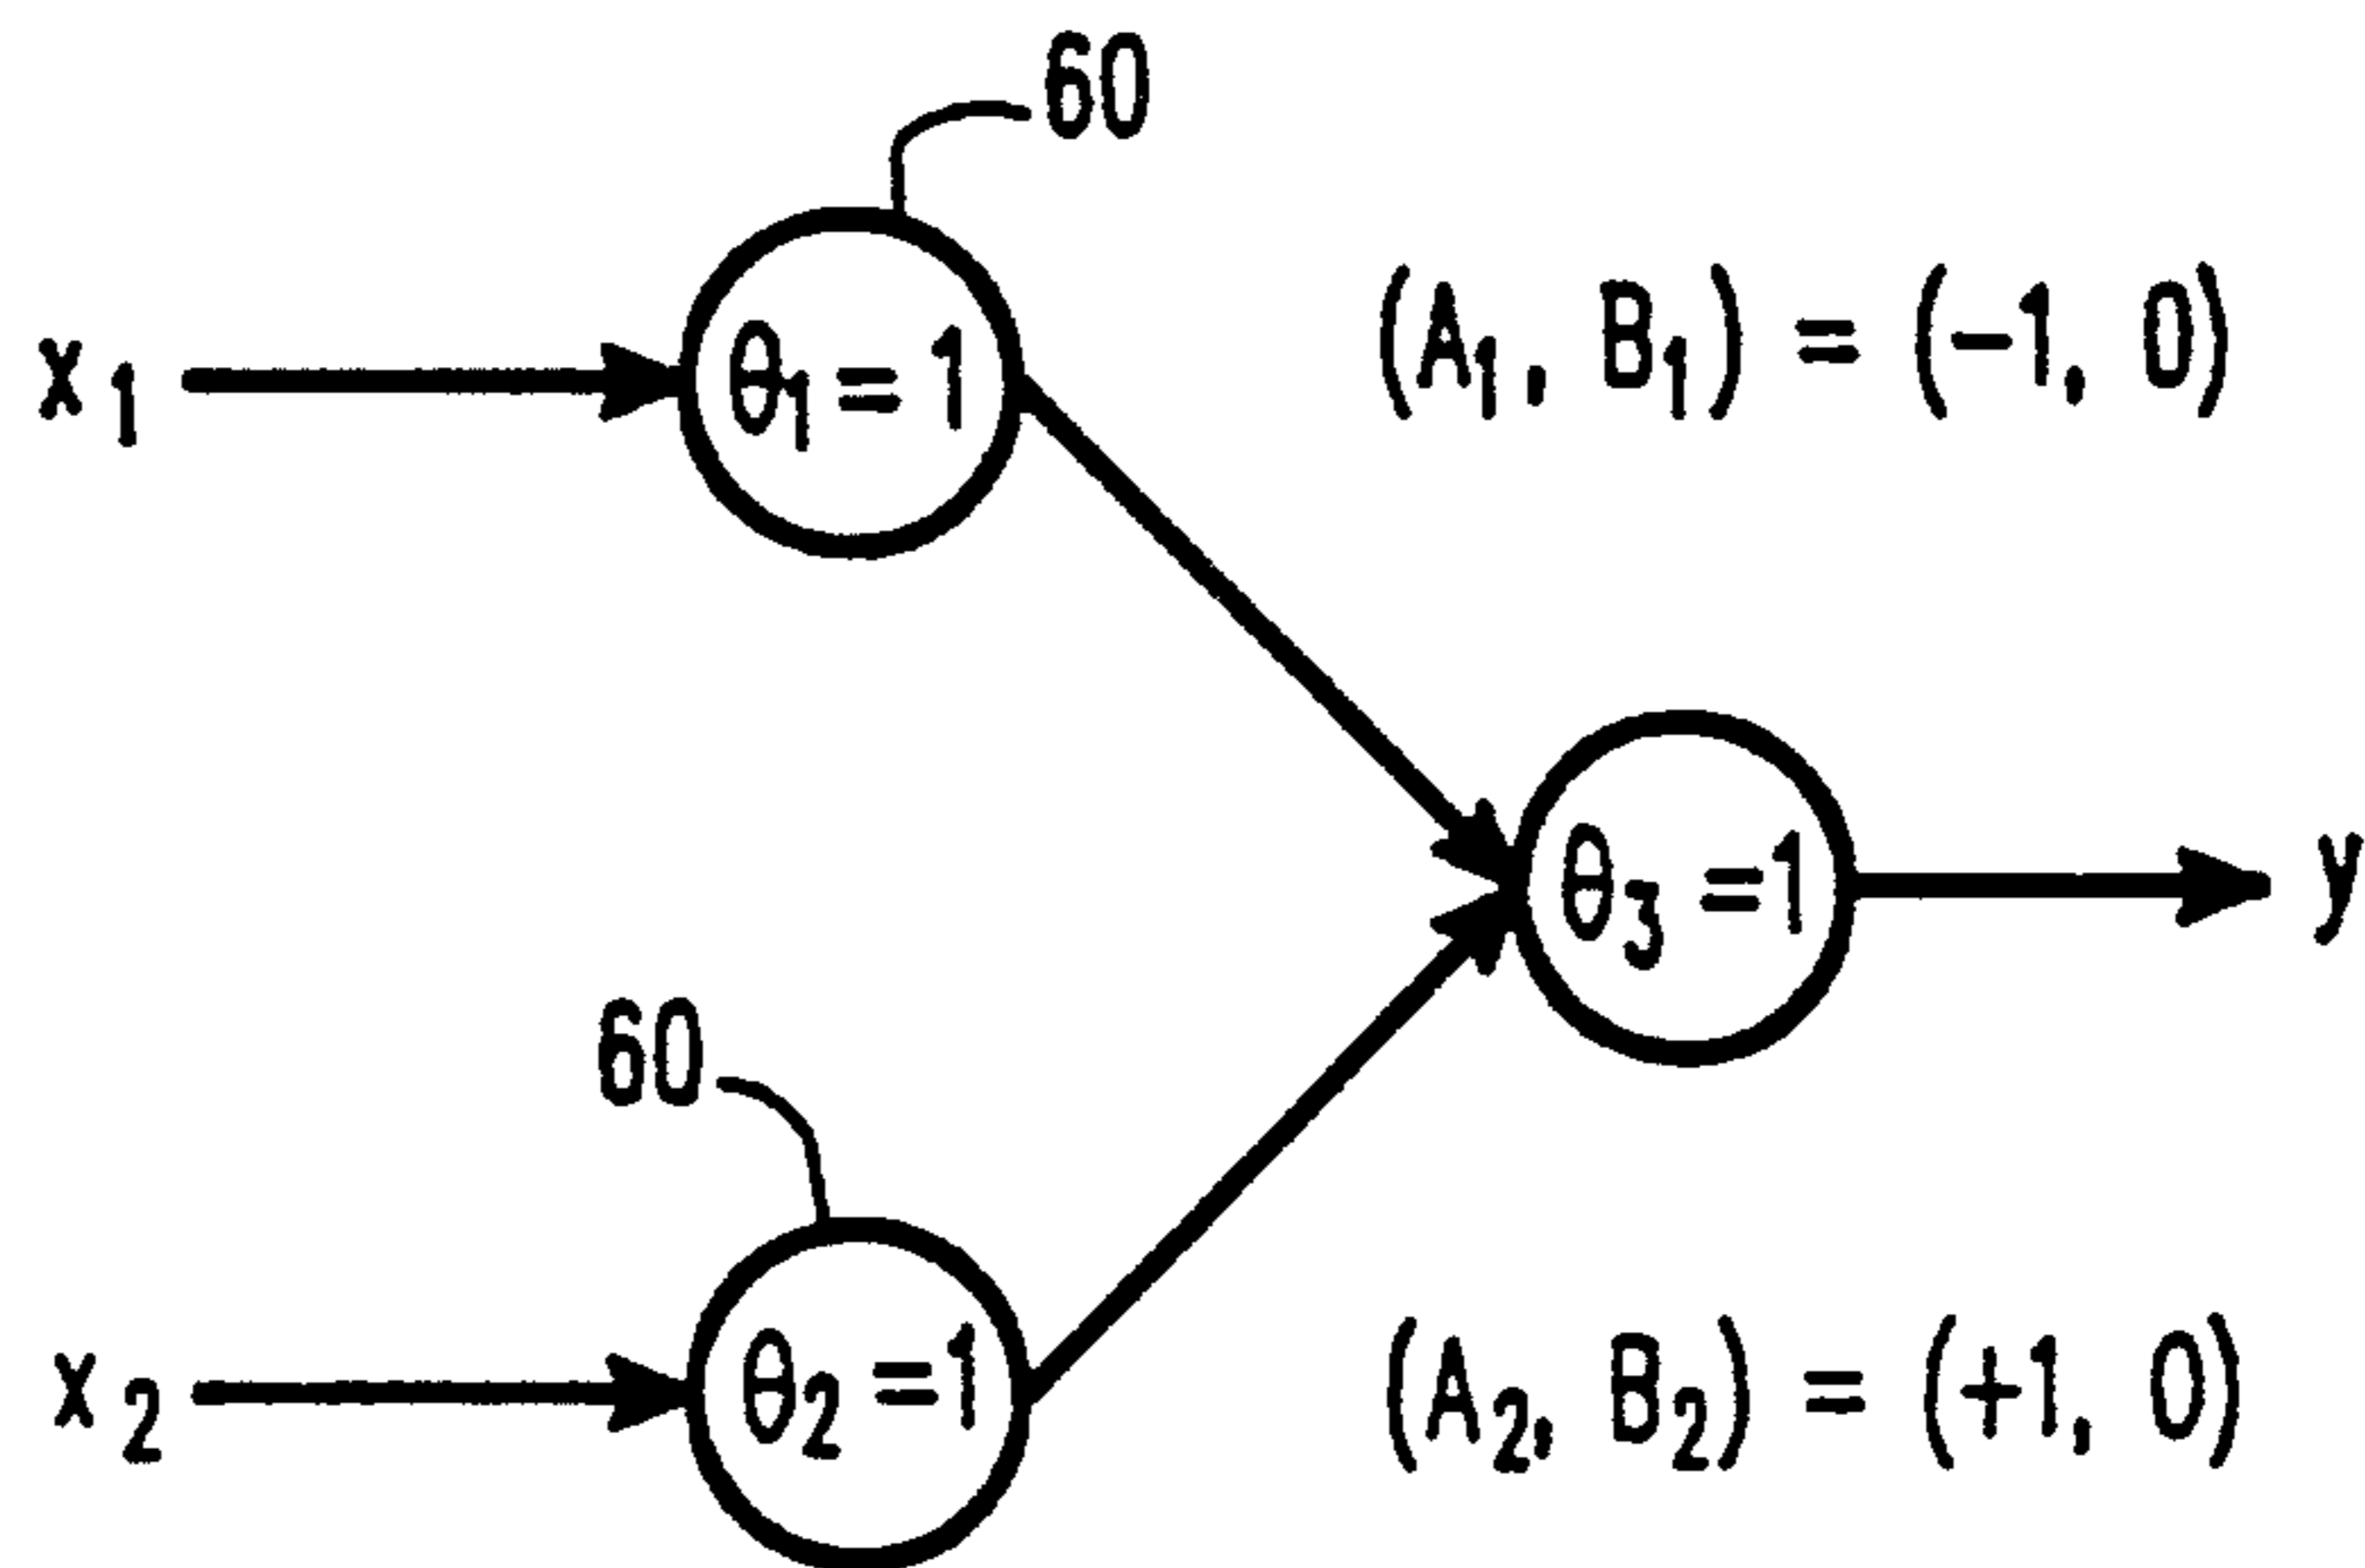 60
(A₁, B₁) = (-1, 0)
x₁
θ₁=1
θ₃ =1
y
60
x₂
θ₂=1
(A₂, B₂) = (+1, 0)